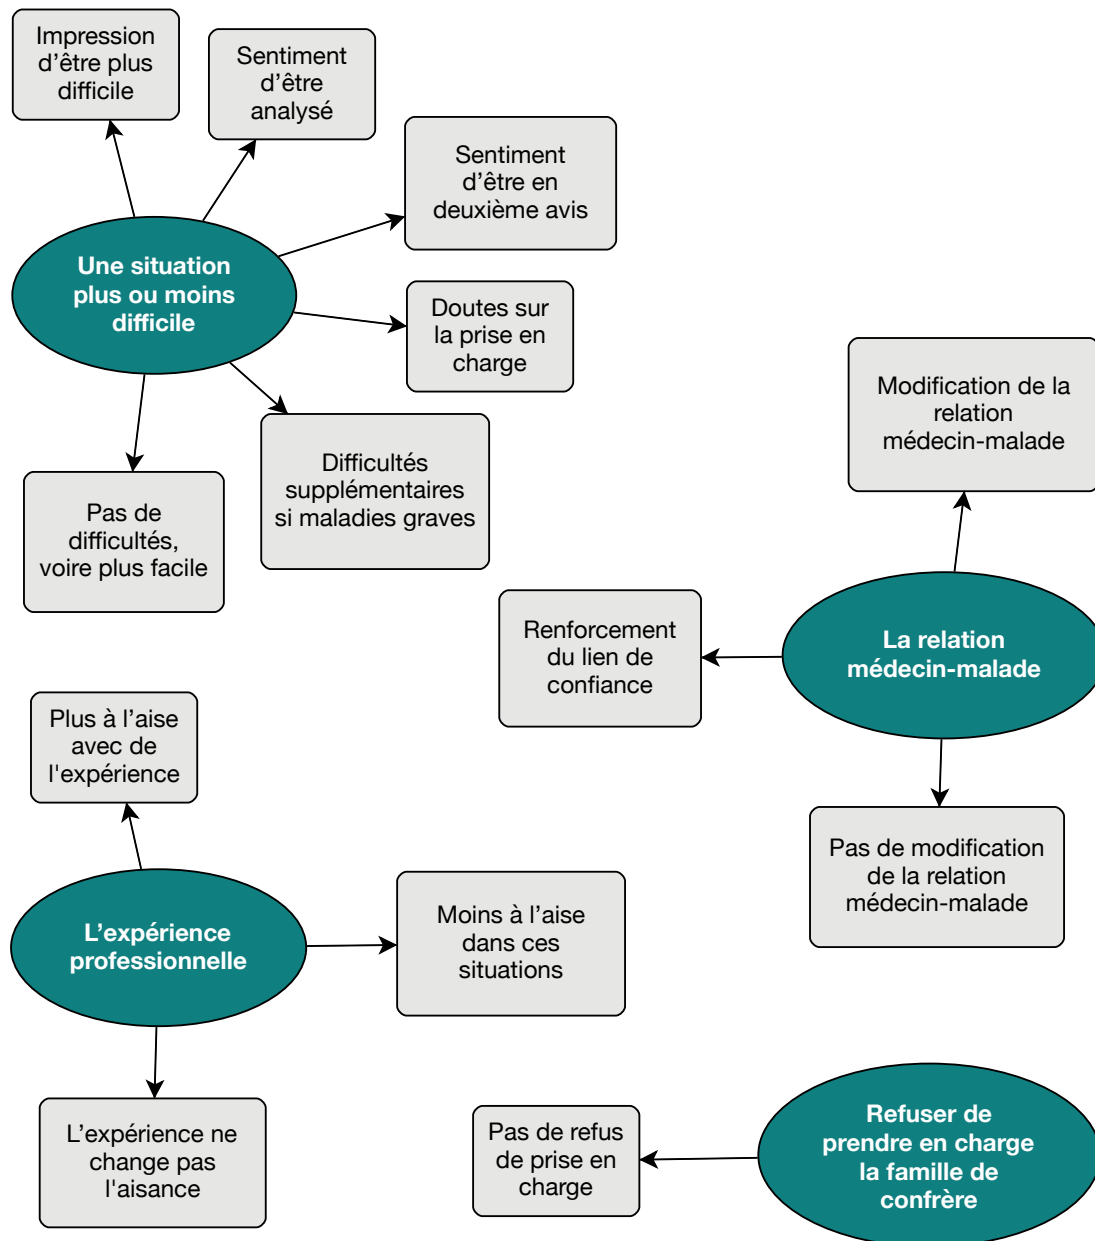 Impression
d’être plus
difficile
Sentiment
d’être
analysé
Sentiment
d’être en
deuxième avis
Une situation
plus ou moins
difficile
Doutes sur
la prise en
charge
Difficultés
supplémentaires
si maladies graves
Pas de
difficultés,
voire plus facile
Modification de la
relation
médecin-malade
Renforcement
du lien de
confiance
La relation
médecin-malade
Pas de modification
de la relation
médecin-malade
Plus à l’aise
avec de
l'expérience
L’expérience
professionnelle
Moins à l’aise
dans ces
situations
L’expérience ne
change pas
l'aisance
Pas de refus
de prise en
charge
Refuser de
prendre en charge
la famille de
confrère